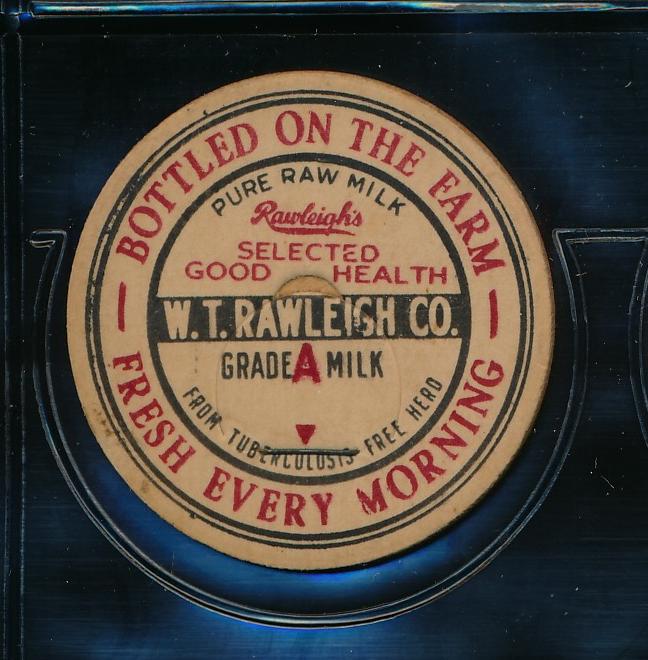 BOTTLED ON THE FARM
PURE RAW MILK
Rawleigh's
SELECTED
GOOD HEALTH
W.T. RAWLEIGH CO.
GRADE A MILK
FROM TUBERCULOSIS FREE HERD
FRESH EVERY MORNING